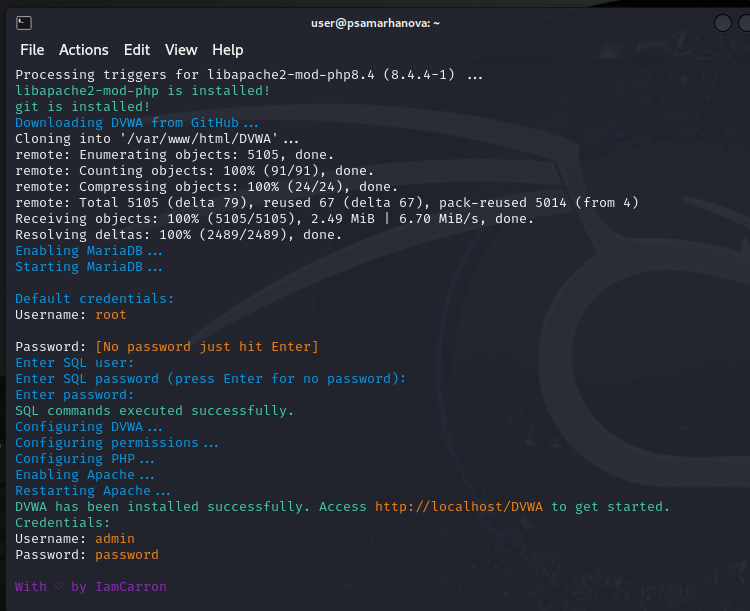 user@psamarhanova: ~
File Actions Edit View Help
Processing triggers for libapache2-mod-php8.4 (8.4.4-1) ...
libapache2-mod-php is installed!
git is installed!
Downloading DVWA from GitHub...
Cloning into '/var/www/html/DVWA'...
remote: Enumerating objects: 5105, done.
remote: Counting objects: 100% (91/91), done.
remote: Compressing objects: 100% (24/24), done.
remote: Total 5105 (delta 79), reused 67 (delta 67), pack-reused 5014 (from 4)
Receiving objects: 100% (5105/5105), 2.49 MiB | 6.70 MiB/s, done.
Resolving deltas: 100% (2489/2489), done.
Enabling MariaDB...
Starting MariaDB...
Default credentials:
Username: root
Password: [No password just hit Enter]
Enter SQL user:
Enter SQL password (press Enter for no password):
Enter password:
SQL commands executed successfully.
Configuring DVWA...
Configuring permissions...
Configuring PHP...
Enabling Apache...
Restarting Apache...
DVWA has been installed successfully. Access http://localhost/DVWA to get started.
Credentials:
Username: admin
Password: password
With ♡ by IamCarron